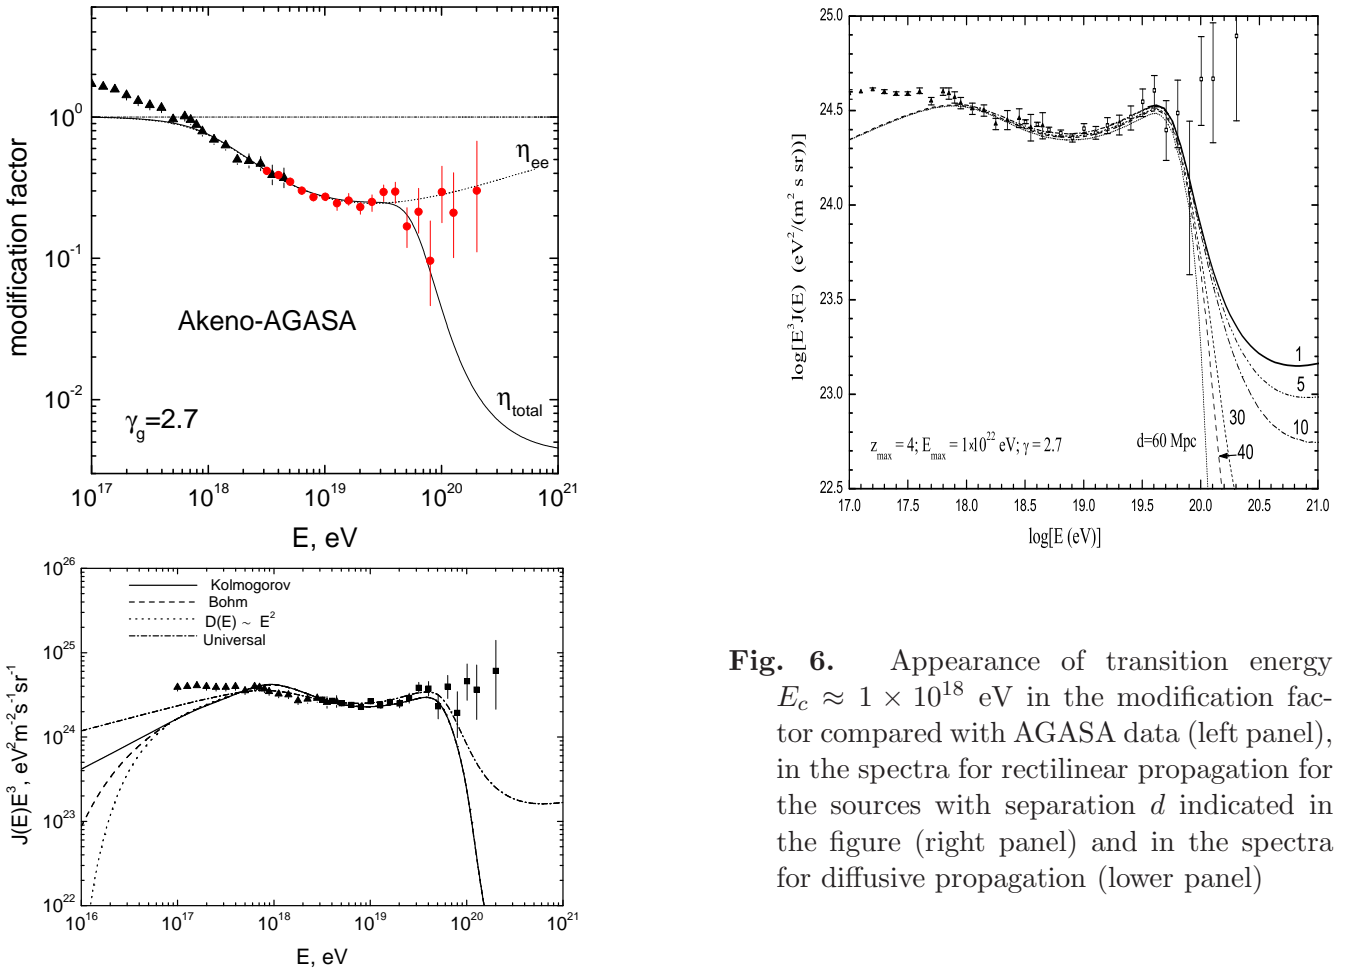 10^1
10^0
10^-1
10^-2
modification factor
η_ee
Akeno-AGASA
η_total
γ_g=2.7
10^17 10^18 10^19 10^20 10^21
E, eV
25.0
24.5
24.0
23.5
23.0
22.5
log[E^3J(E) (eV^2/(m^2 s sr))]
1
5
10
30
40
d=60 Mpc
z_max = 4; E_max = 1×10^22 eV; γ = 2.7
17.0 17.5 18.0 18.5 19.0 19.5 20.0 20.5 21.0
log[E (eV)]
10^26
10^25
10^24
10^23
10^22
J(E)E^3, eV^2m^-2s^-1sr^-1
Kolmogorov
Bohm
D(E) ~ E^2
Universal
10^16 10^17 10^18 10^19 10^20 10^21
E, eV
Fig. 6. Appearance of transition energy
E_c ≈ 1 × 10^18 eV in the modification fac-
tor compared with AGASA data (left panel),
in the spectra for rectilinear propagation for
the sources with separation d indicated in
the figure (right panel) and in the spectra
for diffusive propagation (lower panel)